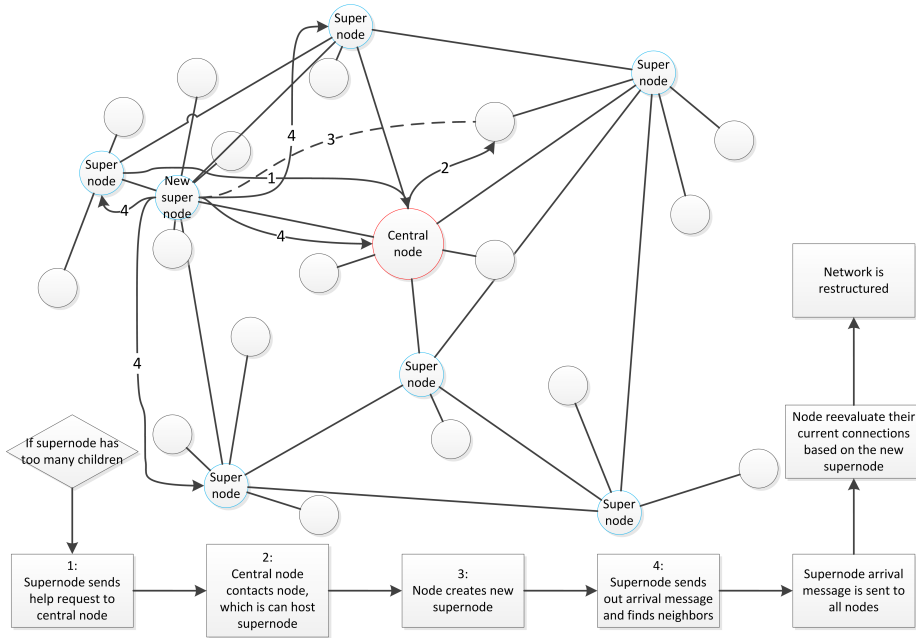 Super
node
Super
node
Super
node
New
super
node
Central
node
Super
node
Super
node
Super
node
1
2
3
4
4
4
4
Network is
restructured
Node reevaluate their
current connections
based on the new
supernode
If supernode has
too many children
1:
Supernode sends
help request to
central node
2:
Central node
contacts node,
which is can host
supernode
3:
Node creates new
supernode
4:
Supernode sends
out arrival message
and finds neighbors
Supernode arrival
message is sent to
all nodes